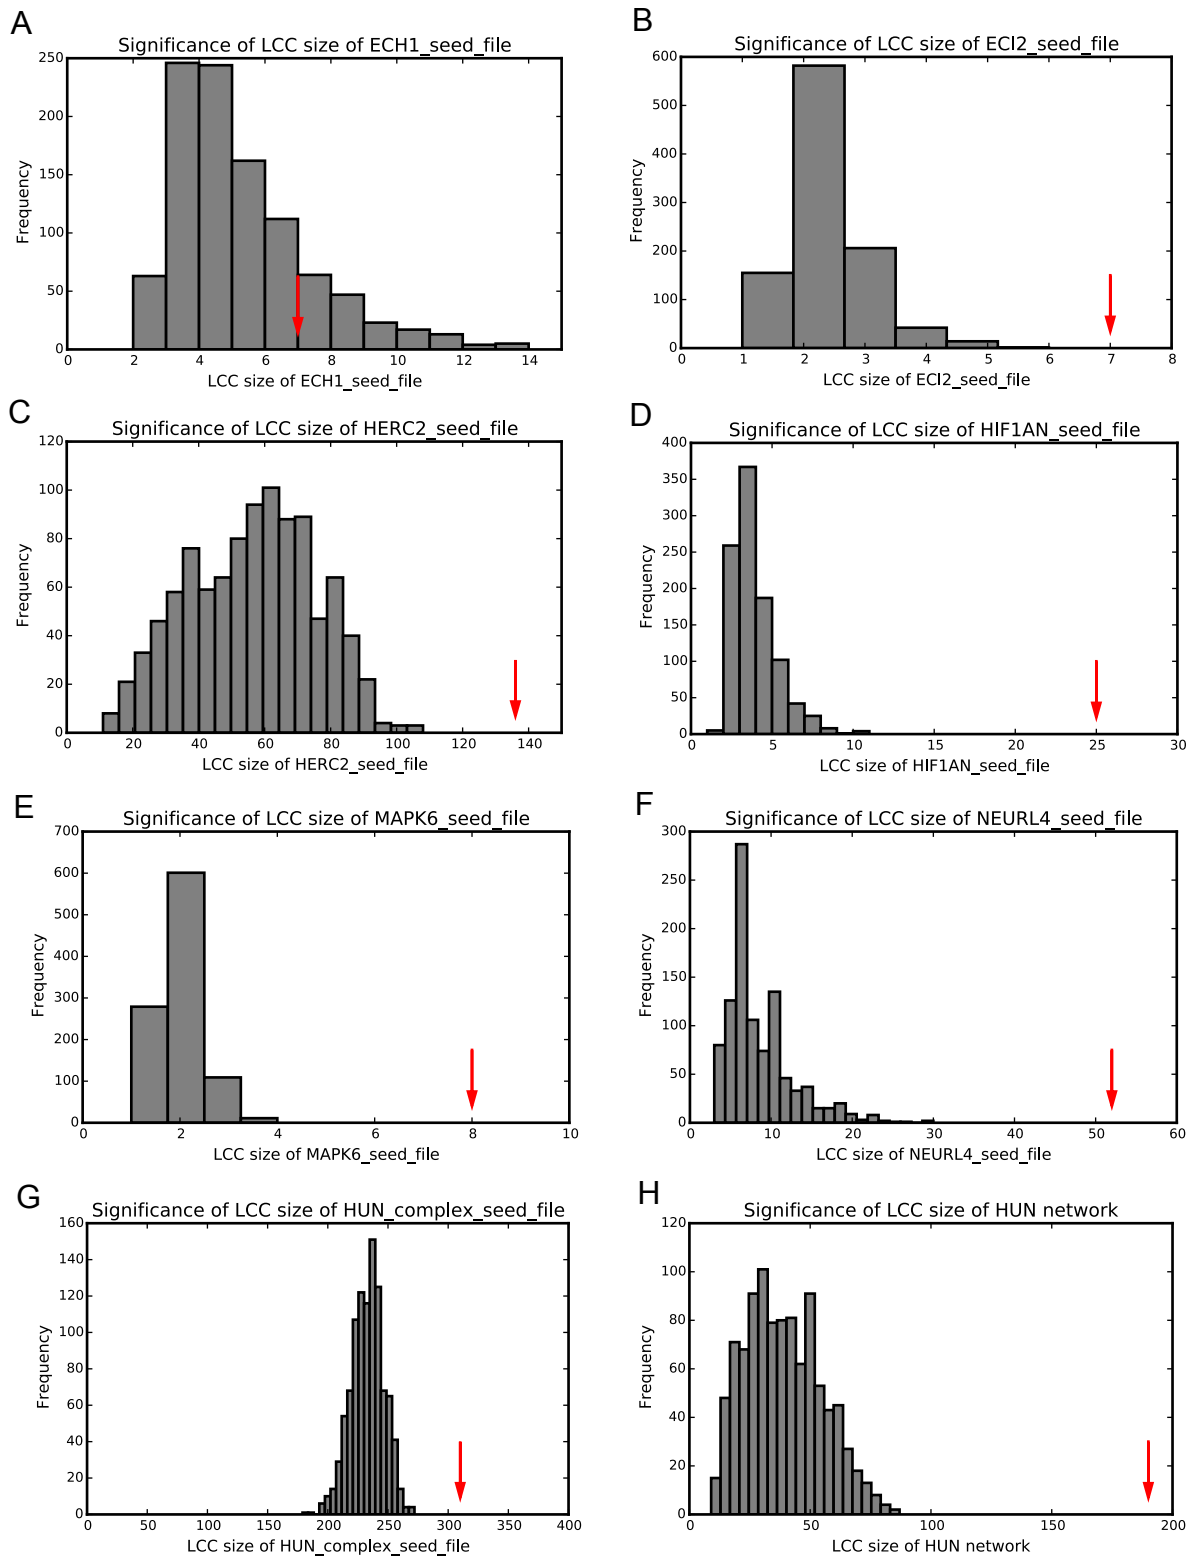 A
Significance of LCC size of ECH1_seed_file
250
200
150
100
50
0
Frequency
0 2 4 6 8 10 12 14
LCC size of ECH1_seed_file
B
Significance of LCC size of ECI2_seed_file
600
500
400
300
200
100
0
Frequency
0 1 2 3 4 5 6 7 8
LCC size of ECI2_seed_file
C
Significance of LCC size of HERC2_seed_file
120
100
80
60
40
20
0
Frequency
0 20 40 60 80 100 120 140
LCC size of HERC2_seed_file
D
Significance of LCC size of HIF1AN_seed_file
400
350
300
250
200
150
100
50
0
Frequency
0 5 10 15 20 25 30
LCC size of HIF1AN_seed_file
E
Significance of LCC size of MAPK6_seed_file
700
600
500
400
300
200
100
0
Frequency
0 2 4 6 8 10
LCC size of MAPK6_seed_file
F
Significance of LCC size of NEURL4_seed_file
300
250
200
150
100
50
0
Frequency
0 10 20 30 40 50 60
LCC size of NEURL4_seed_file
G
Significance of LCC size of HUN_complex_seed_file
160
140
120
100
80
60
40
20
0
Frequency
0 50 100 150 200 250 300 350 400
LCC size of HUN_complex_seed_file
H
Significance of LCC size of HUN network
120
100
80
60
40
20
0
Frequency
0 50 100 150 200
LCC size of HUN network